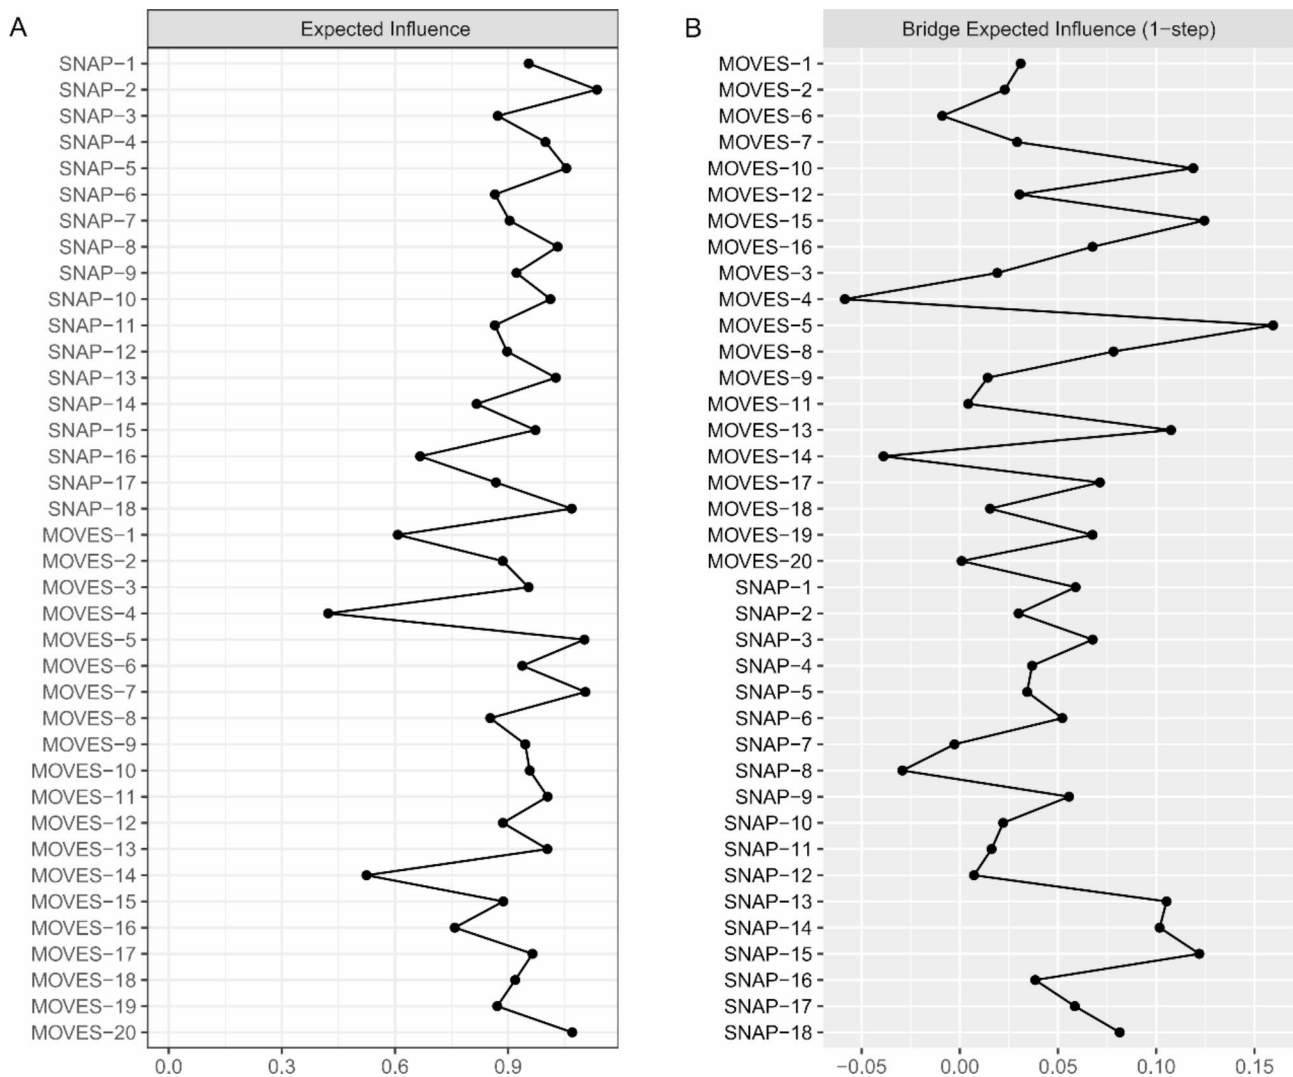 A
Expected Influence
SNAP−1
SNAP−2
SNAP−3
SNAP−4
SNAP−5
SNAP−6
SNAP−7
SNAP−8
SNAP−9
SNAP−10
SNAP−11
SNAP−12
SNAP−13
SNAP−14
SNAP−15
SNAP−16
SNAP−17
SNAP−18
MOVES−1
MOVES−2
MOVES−3
MOVES−4
MOVES−5
MOVES−6
MOVES−7
MOVES−8
MOVES−9
MOVES−10
MOVES−11
MOVES−12
MOVES−13
MOVES−14
MOVES−15
MOVES−16
MOVES−17
MOVES−18
MOVES−19
MOVES−20
0.0 0.3 0.6 0.9
B
Bridge Expected Influence (1−step)
MOVES−1
MOVES−2
MOVES−6
MOVES−7
MOVES−10
MOVES−12
MOVES−15
MOVES−16
MOVES−3
MOVES−4
MOVES−5
MOVES−8
MOVES−9
MOVES−11
MOVES−13
MOVES−14
MOVES−17
MOVES−18
MOVES−19
MOVES−20
SNAP−1
SNAP−2
SNAP−3
SNAP−4
SNAP−5
SNAP−6
SNAP−7
SNAP−8
SNAP−9
SNAP−10
SNAP−11
SNAP−12
SNAP−13
SNAP−14
SNAP−15
SNAP−16
SNAP−17
SNAP−18
−0.05 0.00 0.05 0.10 0.15